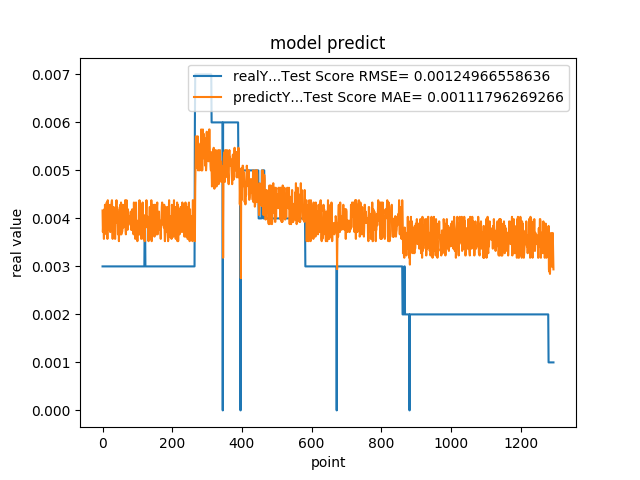 model predict
realY...Test Score RMSE= 0.00124966558636
predictY...Test Score MAE= 0.00111796269266
0.007
0.006
0.005
0.004
0.003
0.002
0.001
0.000
real value
0 200 400 600 800 1000 1200
point